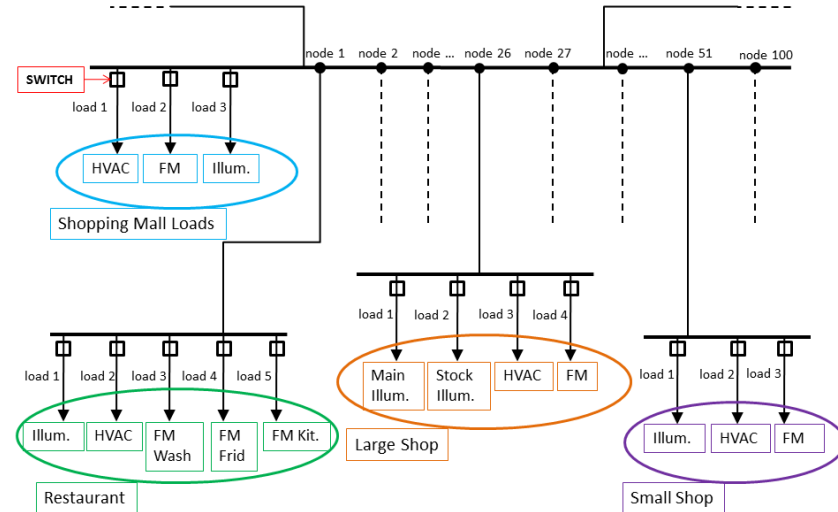 node 1
node 2
node ...
node 26
node 27
node ...
node 51
node 100
SWITCH
load 1
load 2
load 3
HVAC
FM
Illum.
Shopping Mall Loads
load 1
load 2
load 3
load 4
Main
Illum.
Stock
Illum.
HVAC
FM
Large Shop
load 1
load 2
load 3
load 4
load 5
Illum.
HVAC
FM
Wash
FM
Frid
FM Kit.
Restaurant
load 1
load 2
load 3
Illum.
HVAC
FM
Small Shop